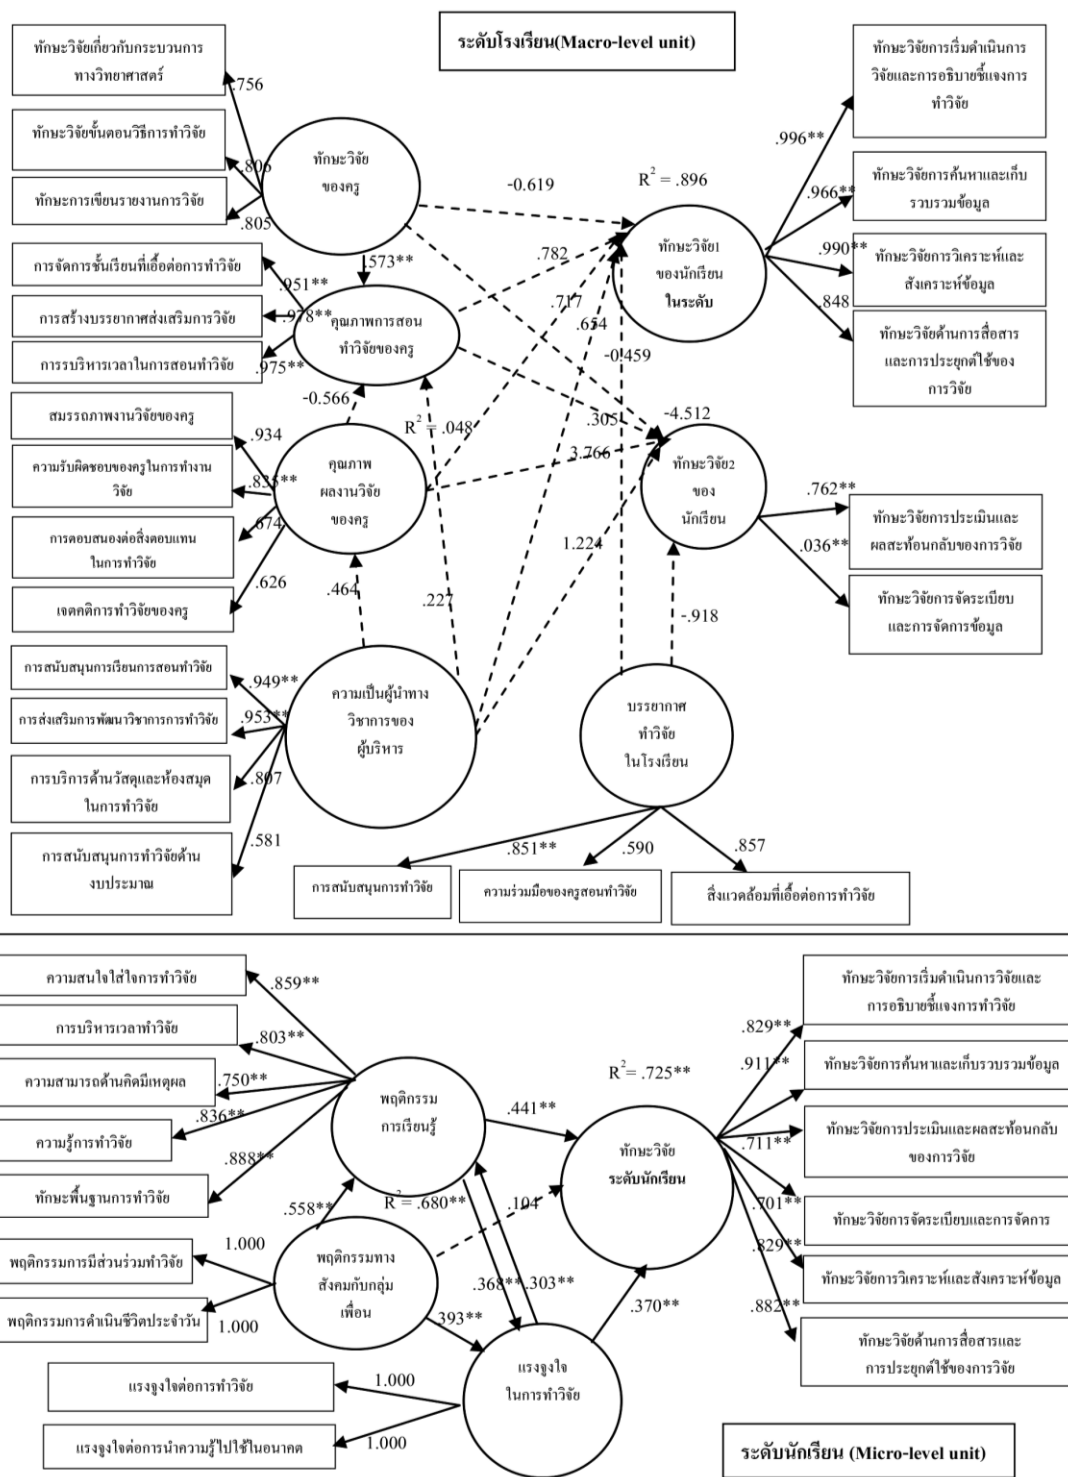 ระดับโรงเรียน(Macro-level unit)
ทักษะวิจัยเกี่ยวกับกระบวนการ
ทางวิทยาศาสตร์
.756
ทักษะวิจัยขั้นตอนวิธีการทำวิจัย
.806
ทักษะการเขียนรายงานการวิจัย
.805
ทักษะวิจัย
ของครู
-0.619
R² = .896
ทักษะวิจัย1
ของนักเรียน
ในระดับ
ทักษะวิจัยการเริ่มดำเนินการ
วิจัยและการอธิบายชี้แจงการ
ทำวิจัย
.996**
ทักษะวิจัยการค้นหาและเก็บ
รวบรวมข้อมูล
.966**
.990**
ทักษะวิจัยการวิเคราะห์และ
สังเคราะห์ข้อมูล
.848
ทักษะวิจัยด้านการสื่อสาร
และการประยุกต์ใช้ของ
การวิจัย
.573**
.782
.717
.654
-0.459
การจัดการชั้นเรียนที่เอื้อต่อการทำวิจัย
.951**
การสร้างบรรยากาศส่งเสริมการวิจัย
.978**
การรบริหารเวลาในการสอนทำวิจัย
.975**
คุณภาพการสอน
ทำวิจัยของครู
-0.566
R² = .048
.305
-4.512
3.766
สมรรถภาพงานวิจัยของครู
.934
ความรับผิดชอบของครูในการทำงาน
วิจัย
.835**
การตอบสนองต่อสิ่งตอบแทน
ในการทำวิจัย
.674
เจตคติการทำวิจัยของครู
.626
คุณภาพ
ผลงานวิจัย
ของครู
ทักษะวิจัย2
ของ
นักเรียน
.762**
ทักษะวิจัยการประเมินและ
ผลสะท้อนกลับของการวิจัย
.036**
ทักษะวิจัยการจัดระเบียบ
และการจัดการข้อมูล
.464
.227
1.224
-.918
การสนับสนุนการเรียนการสอนทำวิจัย
.949**
การส่งเสริมการพัฒนาวิชาการการทำวิจัย
.953**
การบริการด้านวัสดุและห้องสมุด
ในการทำวิจัย
.807
การสนับสนุนการทำวิจัยด้าน
งบประมาณ
.581
ความเป็นผู้นำทาง
วิชาการของ
ผู้บริหาร
บรรยากาศ
ทำวิจัย
ในโรงเรียน
.851**
.590
.857
การสนับสนุนการทำวิจัย
ความร่วมมือของครูสอนทำวิจัย
สิ่งแวดล้อมที่เอื้อต่อการทำวิจัย
ความสนใจใส่ใจการทำวิจัย
.859**
การบริหารเวลาทำวิจัย
.803**
ความสามารถด้านคิดมีเหตุผล
.750**
ความรู้การทำวิจัย
.836**
ทักษะพื้นฐานการทำวิจัย
.888**
พฤติกรรม
การเรียนรู้
.441**
R² = .725**
ทักษะวิจัย
ระดับนักเรียน
ทักษะวิจัยการเริ่มดำเนินการวิจัยและ
การอธิบายชี้แจงการทำวิจัย
.829**
ทักษะวิจัยการค้นหาและเก็บรวบรวมข้อมูล
.911**
ทักษะวิจัยการประเมินและผลสะท้อนกลับ
ของการวิจัย
.711**
ทักษะวิจัยการจัดระเบียบและการจัดการ
.701**
ทักษะวิจัยการวิเคราะห์และสังเคราะห์ข้อมูล
.829**
ทักษะวิจัยด้านการสื่อสารและ
การประยุกต์ใช้ของการวิจัย
.882**
.558**
R² = .680**
.104
พฤติกรรมการมีส่วนร่วมทำวิจัย
1.000
พฤติกรรมการดำเนินชีวิตประจำวัน
1.000
พฤติกรรมทาง
สังคมกับกลุ่ม
เพื่อน
.368**
.303**
.393**
.370**
แรงจูงใจ
ในการทำวิจัย
แรงจูงใจต่อการทำวิจัย
1.000
แรงจูงใจต่อการนำความรู้ไปใช้ในอนาคต
1.000
ระดับนักเรียน (Micro-level unit)